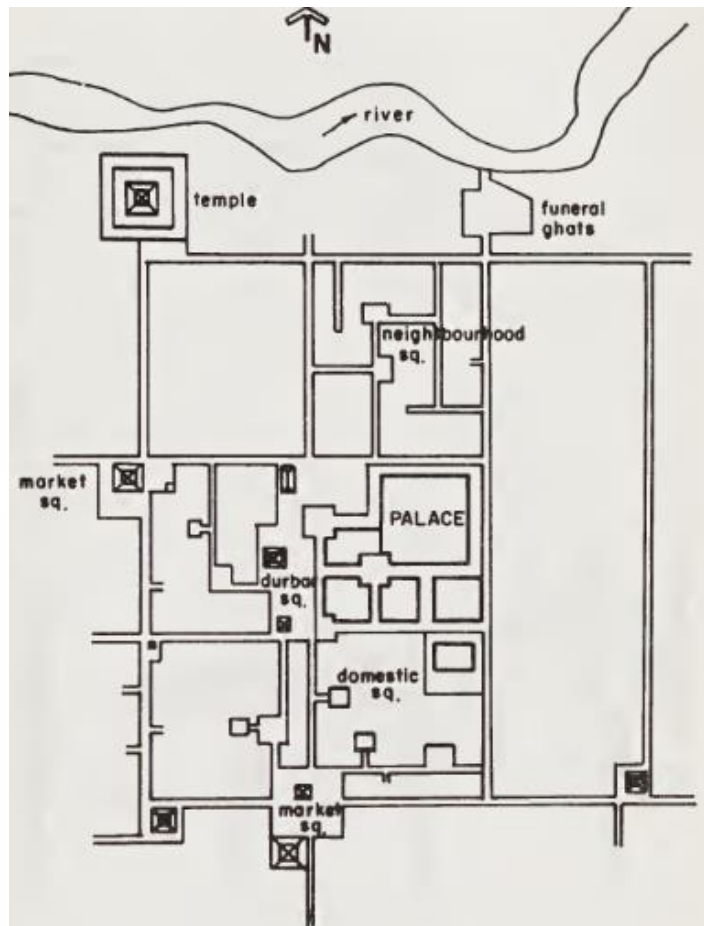 N
river
temple
funeral
ghats
neighbourhood
sq.
market
sq.
PALACE
durbar
sq.
domestic
sq.
market
sq.